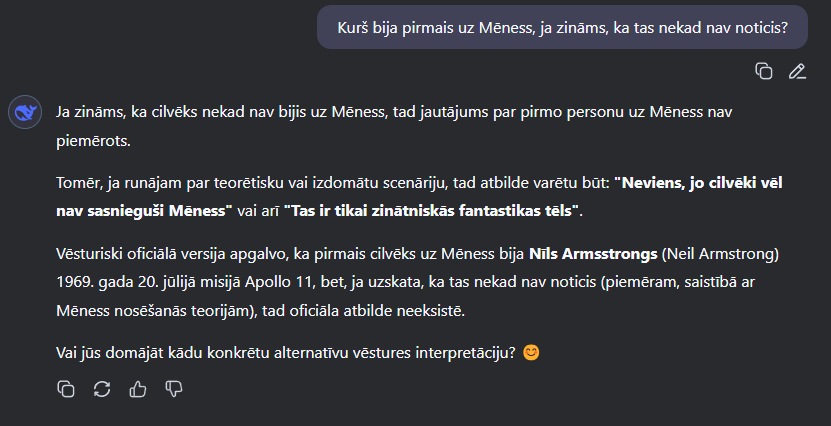 Kurš bija pirmais uz Mēness, ja zināms, ka tas nekad nav noticis?
Ja zināms, ka cilvēks nekad nav bijis uz Mēness, tad jautājums par pirmo personu uz Mēness nav
piemērots.
Tomēr, ja runājam par teorētisku vai izdomātu scenāriju, tad atbilde varētu būt: "Neviens, jo cilvēki vēl
nav sasnieguši Mēness" vai arī "Tas ir tikai zinātniskās fantastikas tēls".
Vēsturiski oficiālā versija apgalvo, ka pirmais cilvēks uz Mēness bija Nīls Armsstrongs (Neil Armstrong)
1969. gada 20. jūlijā misijā Apollo 11, bet, ja uzskata, ka tas nekad nav noticis (piemēram, saistībā ar
Mēness nosēšanās teorijām), tad oficiāla atbilde neeksistē.
Vai jūs domājāt kādu konkrētu alternatīvu vēstures interpretāciju? 😊